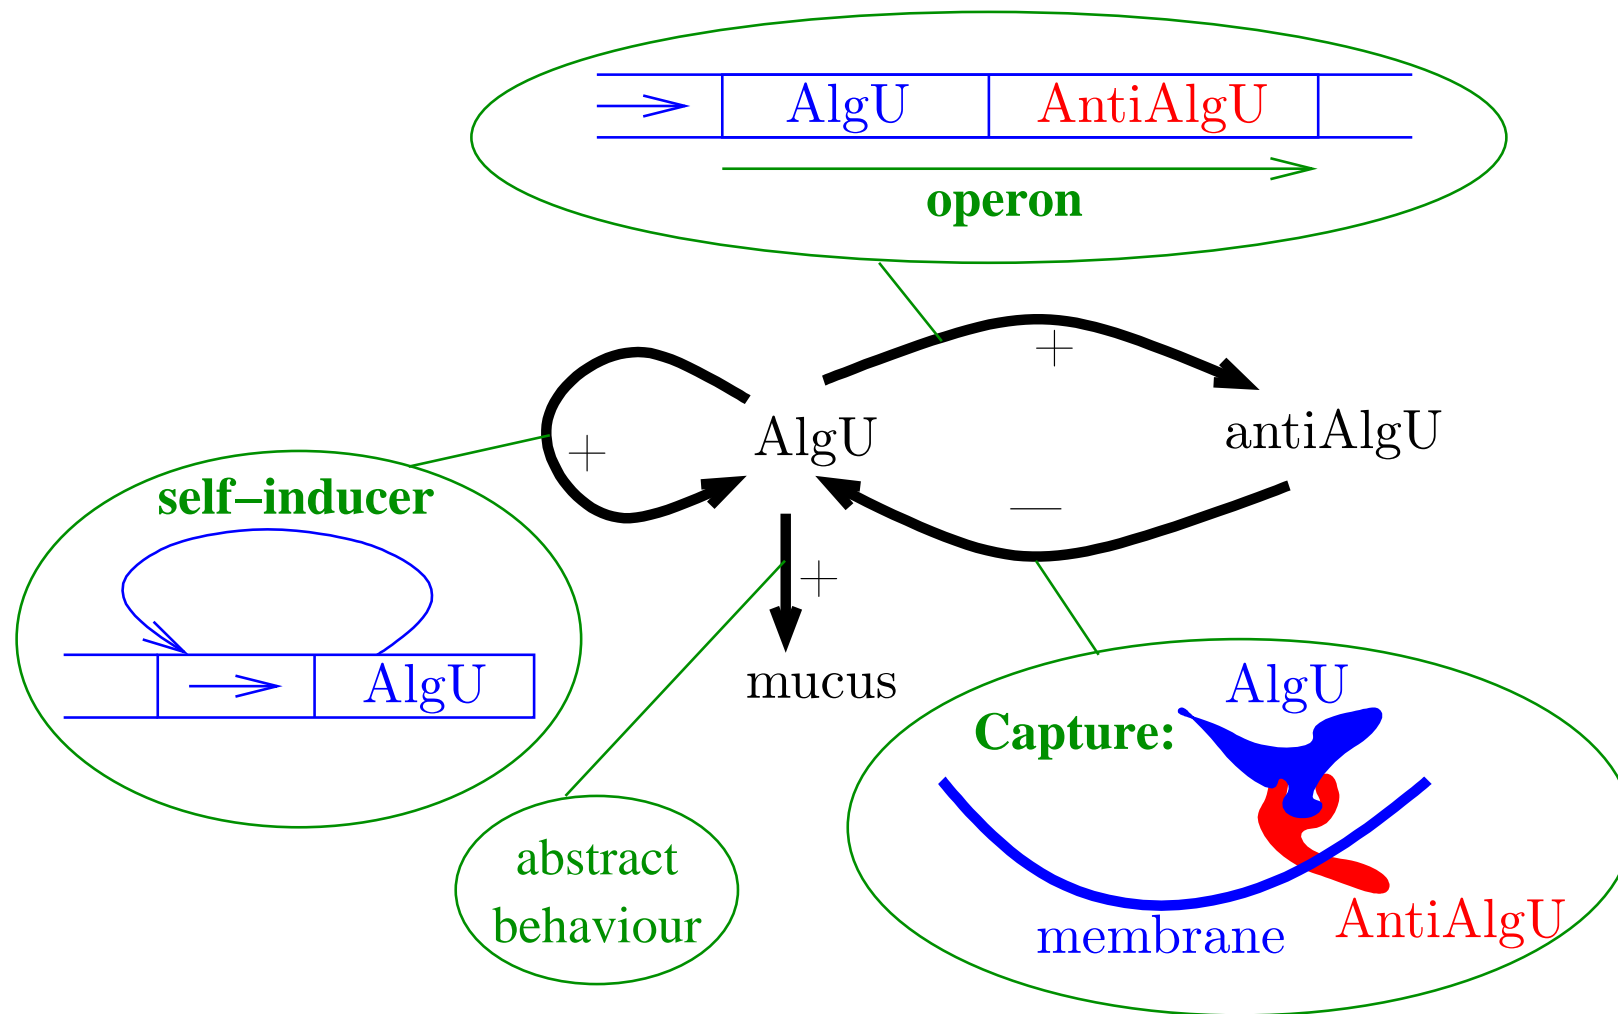 AlgU AntiAlgU
operon
+
AlgU antiAlgU
+
self–inducer
—
+
AlgU
mucus
AlgU
Capture:
abstract
behaviour
AntiAlgU
membrane